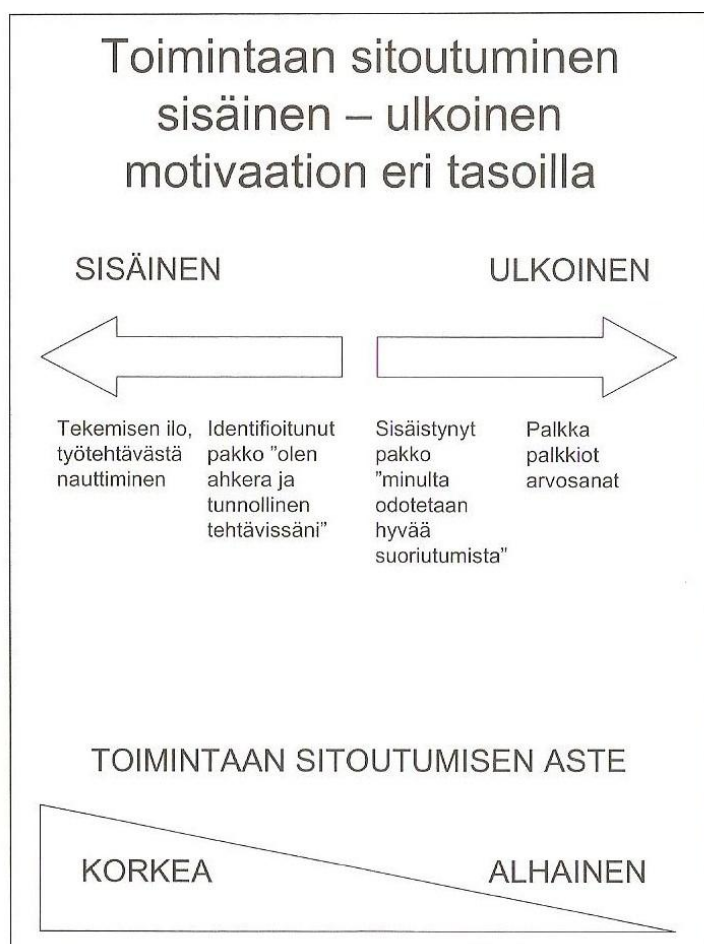 Toimintaan sitoutuminen
sisäinen – ulkoinen
motivaation eri tasoilla
SISÄINEN
ULKOINEN
Tekemisen ilo,
työtehtävästä
nauttiminen
Identifioitunut
pakko ”olen
ahkera ja
tunnollinen
tehtävissäni”
Sisäistynyt
pakko
”minulta
odotetaan
hyvää
suoriutumista”
Palkka
palkkiot
arvosanat
TOIMINTAAN SITOUTUMISEN ASTE
KORKEA
ALHAINEN